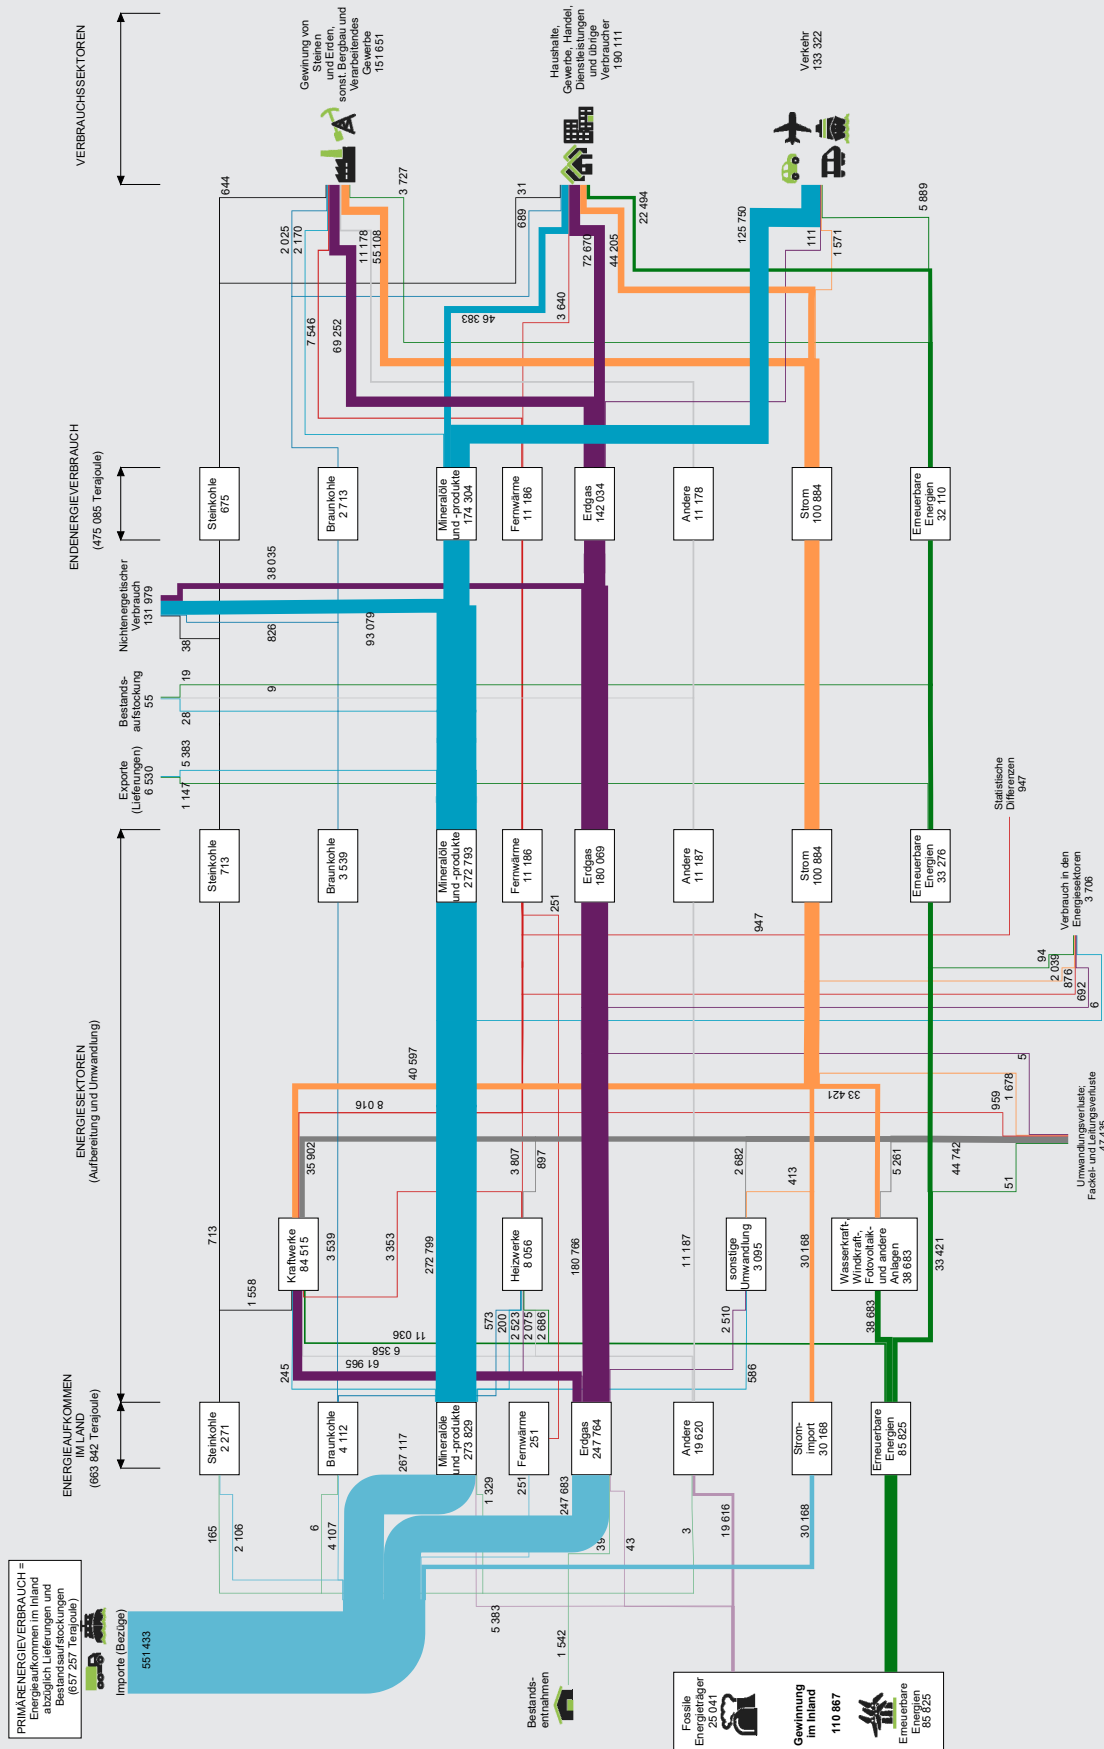 PRIMÄRENERGIEVERBRAUCH =
Energieaufkommen im Inland
abzüglich Lieferungen und
Bestandsaufstockungen
(657 257 Terajoule)
Importe (Bezüge)
551 433
Bestands-
entnahmen
1 542
Fossile
Energieträger
25 041
Gewinnung
im Inland
110 867
Erneuerbare
Energien
85 825
165
2 106
6
4 107
267 117
1 329
5 383
251
247 683
39
43
3
19 616
30 168
ENERGIEAUFKOMMEN
IM LAND
(663 842 Terajoule)
Steinkohle
2 271
Braunkohle
4 112
Mineralöle
und -produkte
273 829
Fernwärme
251
Erdgas
247 764
Andere
19 620
Strom-
import
30 168
Erneuerbare
Energien
85 825
ENERGIESEKTOREN
(Aufbereitung und Umwandlung)
1 558
245
11 036
6 358
61 965
573
200
2 523
2 075
2 686
2 510
586
38 683
Kraftwerke
84 515
Heizwerke
8 056
sonstige
Umwandlung
3 095
Wasserkraft-,
Windkraft-,
Fotovoltaik-
und andere
Anlagen
38 683
713
3 539
3 353
272 799
180 766
11 187
30 168
33 421
35 902
8 016
40 597
3 807
897
2 682
413
5 261
44 742
33 421
51
959
1 678
5
Umwandlungsverluste;
Fackel- und Leitungsverluste
47 435
251
947
94
2 039
876
692
6
Verbrauch in den
Energiesektoren
3 706
Statistische
Differenzen
947
Steinkohle
713
Braunkohle
3 539
Mineralöle
und -produkte
272 793
Fernwärme
11 186
Erdgas
180 069
Andere
11 187
Strom
100 884
Erneuerbare
Energien
33 276
Exporte
(Lieferungen)
6 530
1 147
5 383
Bestands-
aufstockung
55
28
19
9
Nichtenergetischer
Verbrauch
131 979
38
826
93 079
38 035
ENDENERGIEVERBRAUCH
(475 085 Terajoule)
Steinkohle
675
Braunkohle
2 713
Mineralöle
und -produkte
174 304
Fernwärme
11 186
Erdgas
142 034
Andere
11 178
Strom
100 884
Erneuerbare
Energien
32 110
644
2 025
2 170
7 546
69 252
11 178
55 108
3 727
31
689
46 383
3 640
72 670
44 205
22 494
125 750
111
1 571
5 889
VERBRAUCHSSEKTOREN
Gewinung von
Steinen
und Erden,
sonst. Bergbau und
Verarbeitendes
Gewerbe
151 651
Haushalte,
Gewerbe, Handel,
Dienstleistungen
und übrige
Verbraucher
190 111
Verkehr
133 322